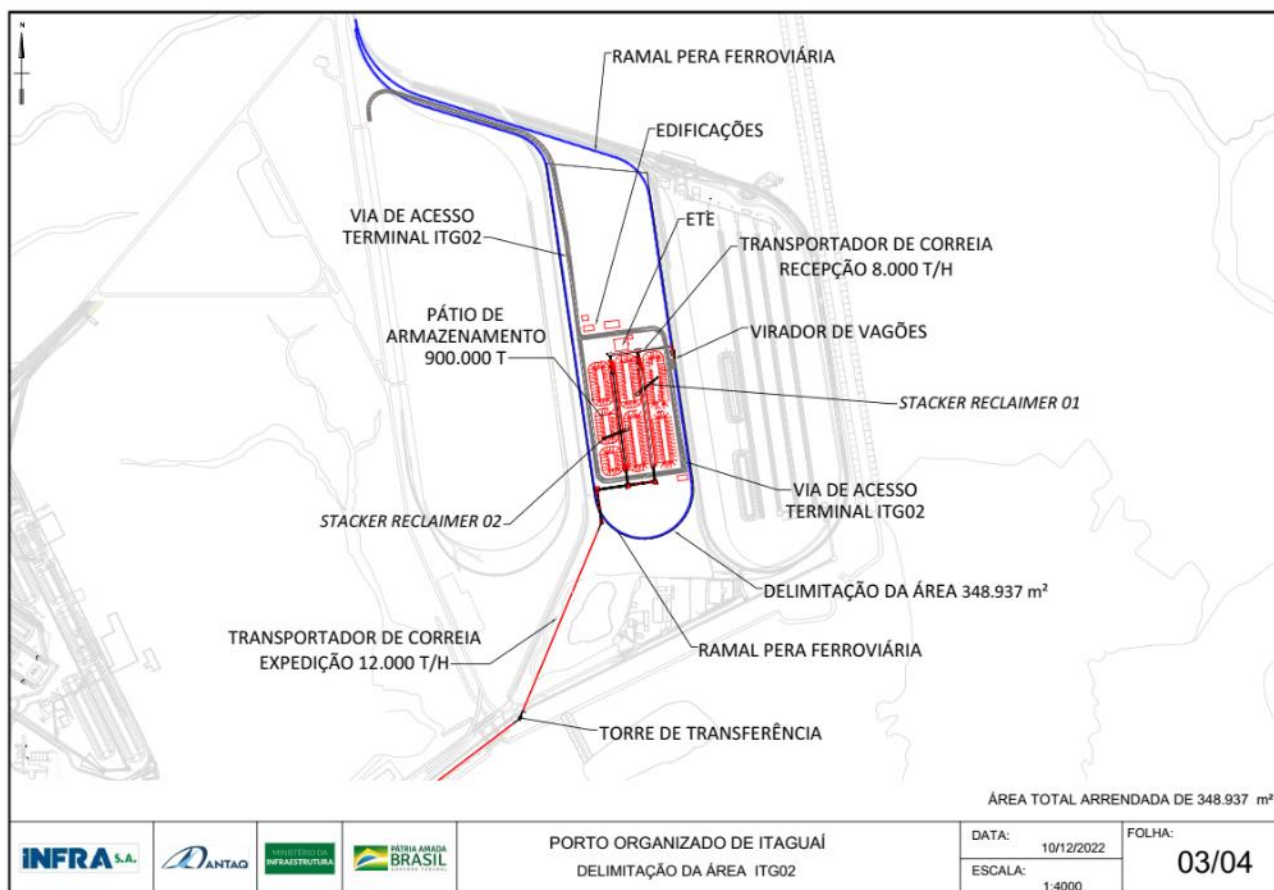 N
RAMAL PERA FERROVIÁRIA
EDIFICAÇÕES
VIA DE ACESSO
TERMINAL ITG02
ETE
TRANSPORTADOR DE CORREIA
RECEPÇÃO 8.000 T/H
PÁTIO DE
ARMAZENAMENTO
900.000 T
VIRADOR DE VAGÕES
STACKER RECLAIMER 01
VIA DE ACESSO
TERMINAL ITG02
STACKER RECLAIMER 02
DELIMITAÇÃO DA ÁREA 348.937 m²
TRANSPORTADOR DE CORREIA
EXPEDIÇÃO 12.000 T/H
RAMAL PERA FERROVIÁRIA
TORRE DE TRANSFERÊNCIA
ÁREA TOTAL ARRENDADA DE 348.937 m²
INFRA S.A.
ANTAQ
MINISTÉRIO DA
INFRAESTRUTURA
PÁTRIA AMADA
BRASIL
GOVERNO FEDERAL
PORTO ORGANIZADO DE ITAGUAÍ
DELIMITAÇÃO DA ÁREA ITG02
DATA:
10/12/2022
ESCALA:
1:4000
FOLHA:
03/04